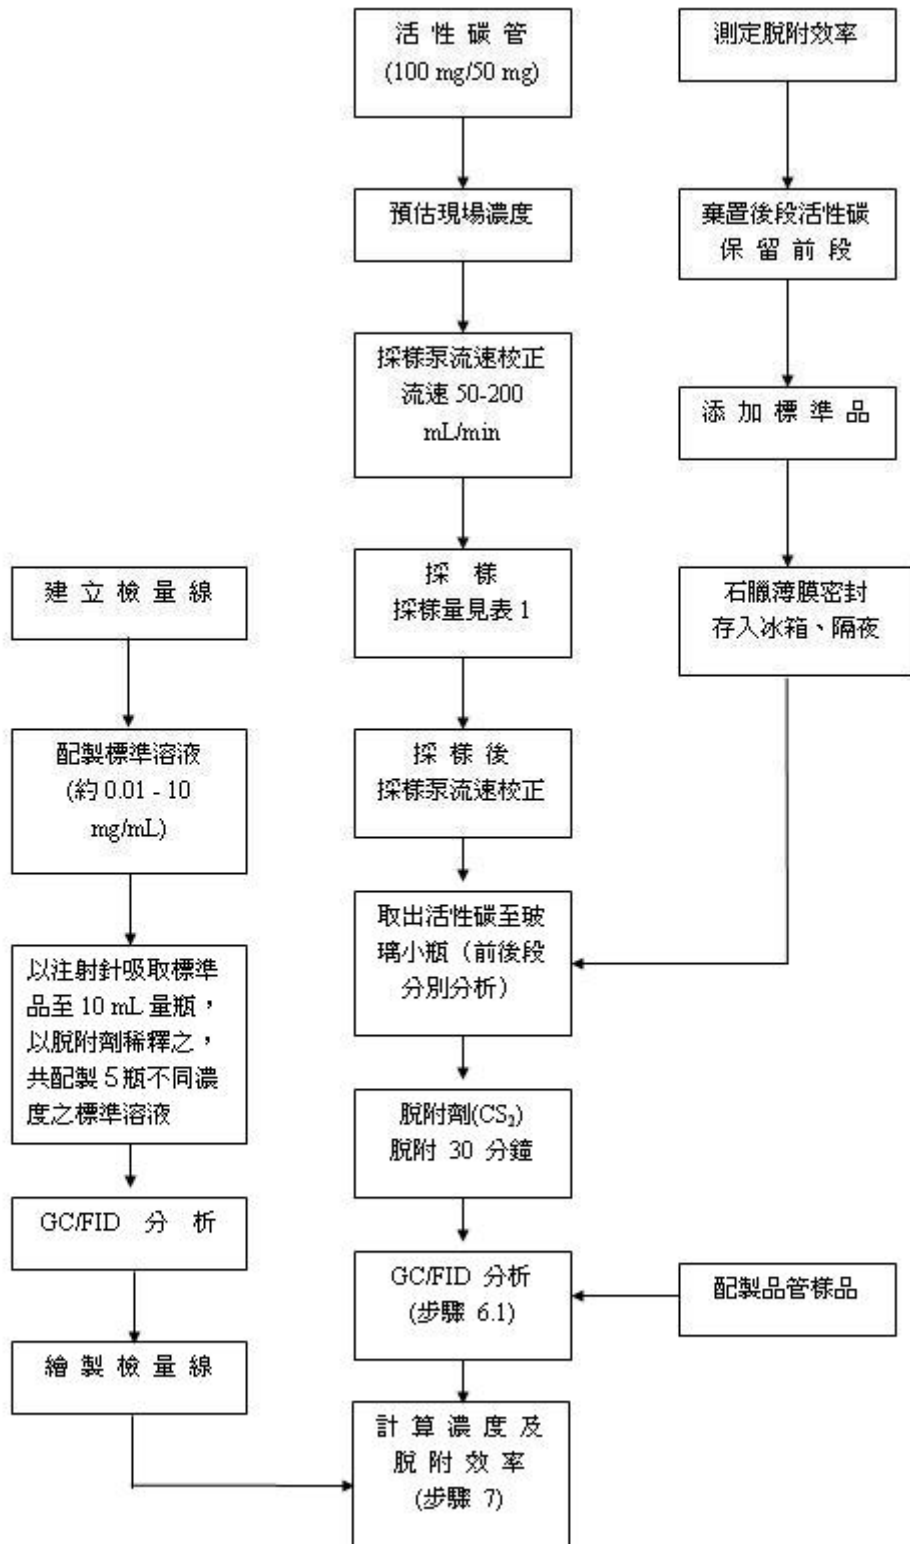 活 性 碳 管
(100 mg/50 mg)
測定脫附效率
預估現場濃度
棄置後段活性碳
保 留 前 段
採樣泵流速校正
流速 50-200
mL/min
添 加 標 準 品
建 立 檢 量 線
採 樣
採樣量見表 1
石臘薄膜密封
存入冰箱、隔夜
配製標準溶液
(約 0.01 - 10
mg/mL)
採 樣 後
採樣泵流速校正
以注射針吸取標準
品至 10 mL 量瓶，
以脫附劑稀釋之，
共配製５瓶不同濃
度之標準溶液
取出活性碳至玻
璃小瓶（前後段
分別分析）
脫附劑(CS₂)
脫附 30 分鐘
GC/FID 分 析
GC/FID 分析
(步驟 6.1)
配製品管樣品
繪 製 檢 量 線
計 算 濃 度 及
脫 附 效 率
(步驟 7)